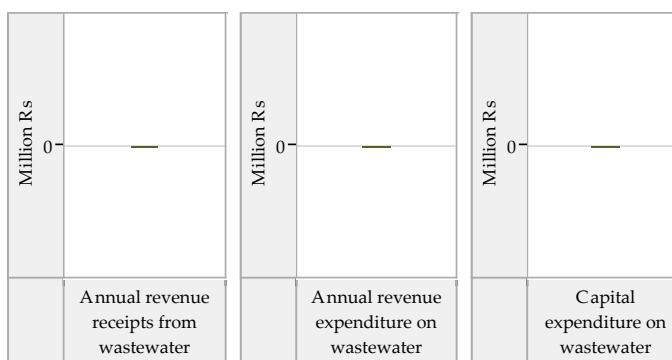 Million Rs
0
Annual revenue
receipts from
wastewater
Million Rs
0
Annual revenue
expenditure on
wastewater
Million Rs
0
Capital
expenditure on
wastewater